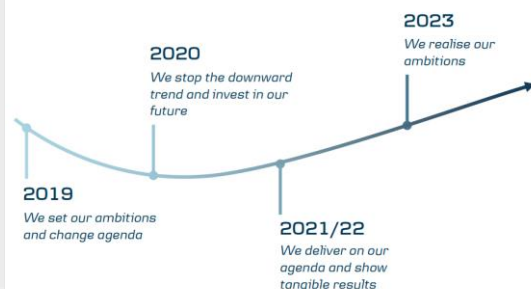 2019
We set our ambitions
and change agenda
2020
We stop the downward
trend and invest in our
future
2021/22
We deliver on our
agenda and show
tangible results
2023
We realise our
ambitions